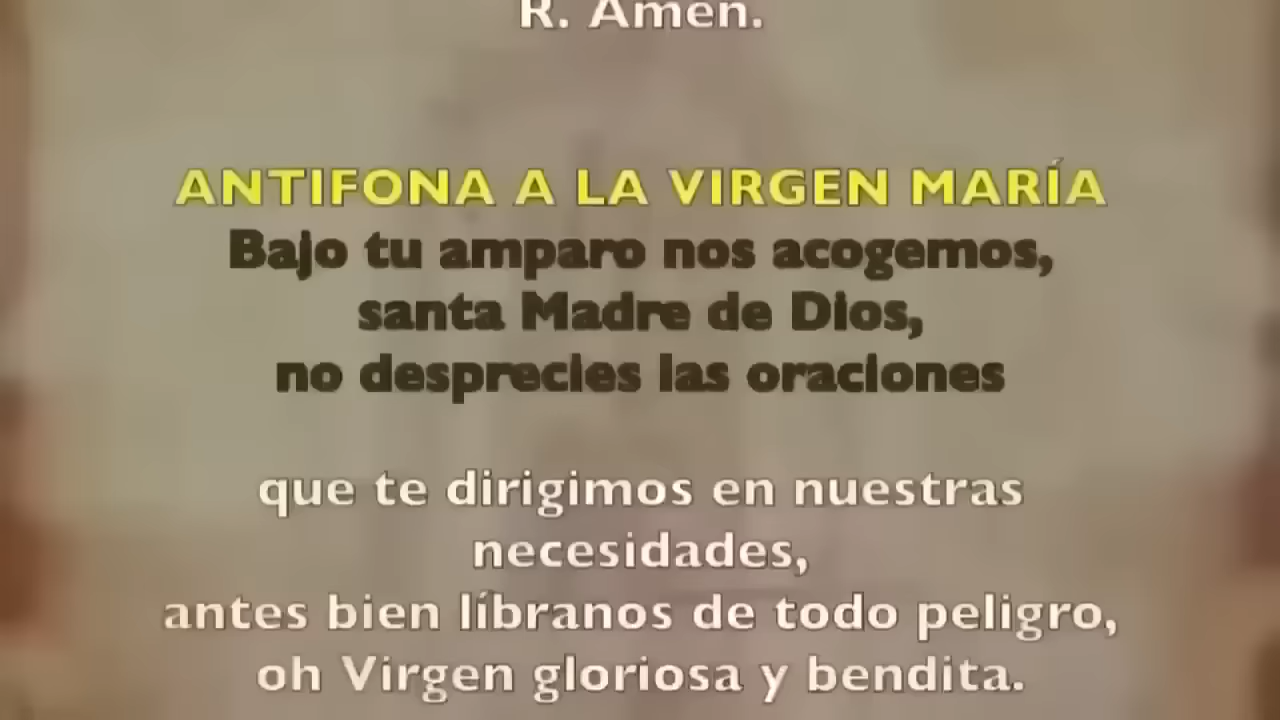 R. Amén.
ANTIFONA A LA VIRGEN MARÍA
Bajo tu amparo nos acogemos,
santa Madre de Dios,
no desprecies las oraciones
que te dirigimos en nuestras
necesidades,
antes bien líbranos de todo peligro,
oh Virgen gloriosa y bendita.